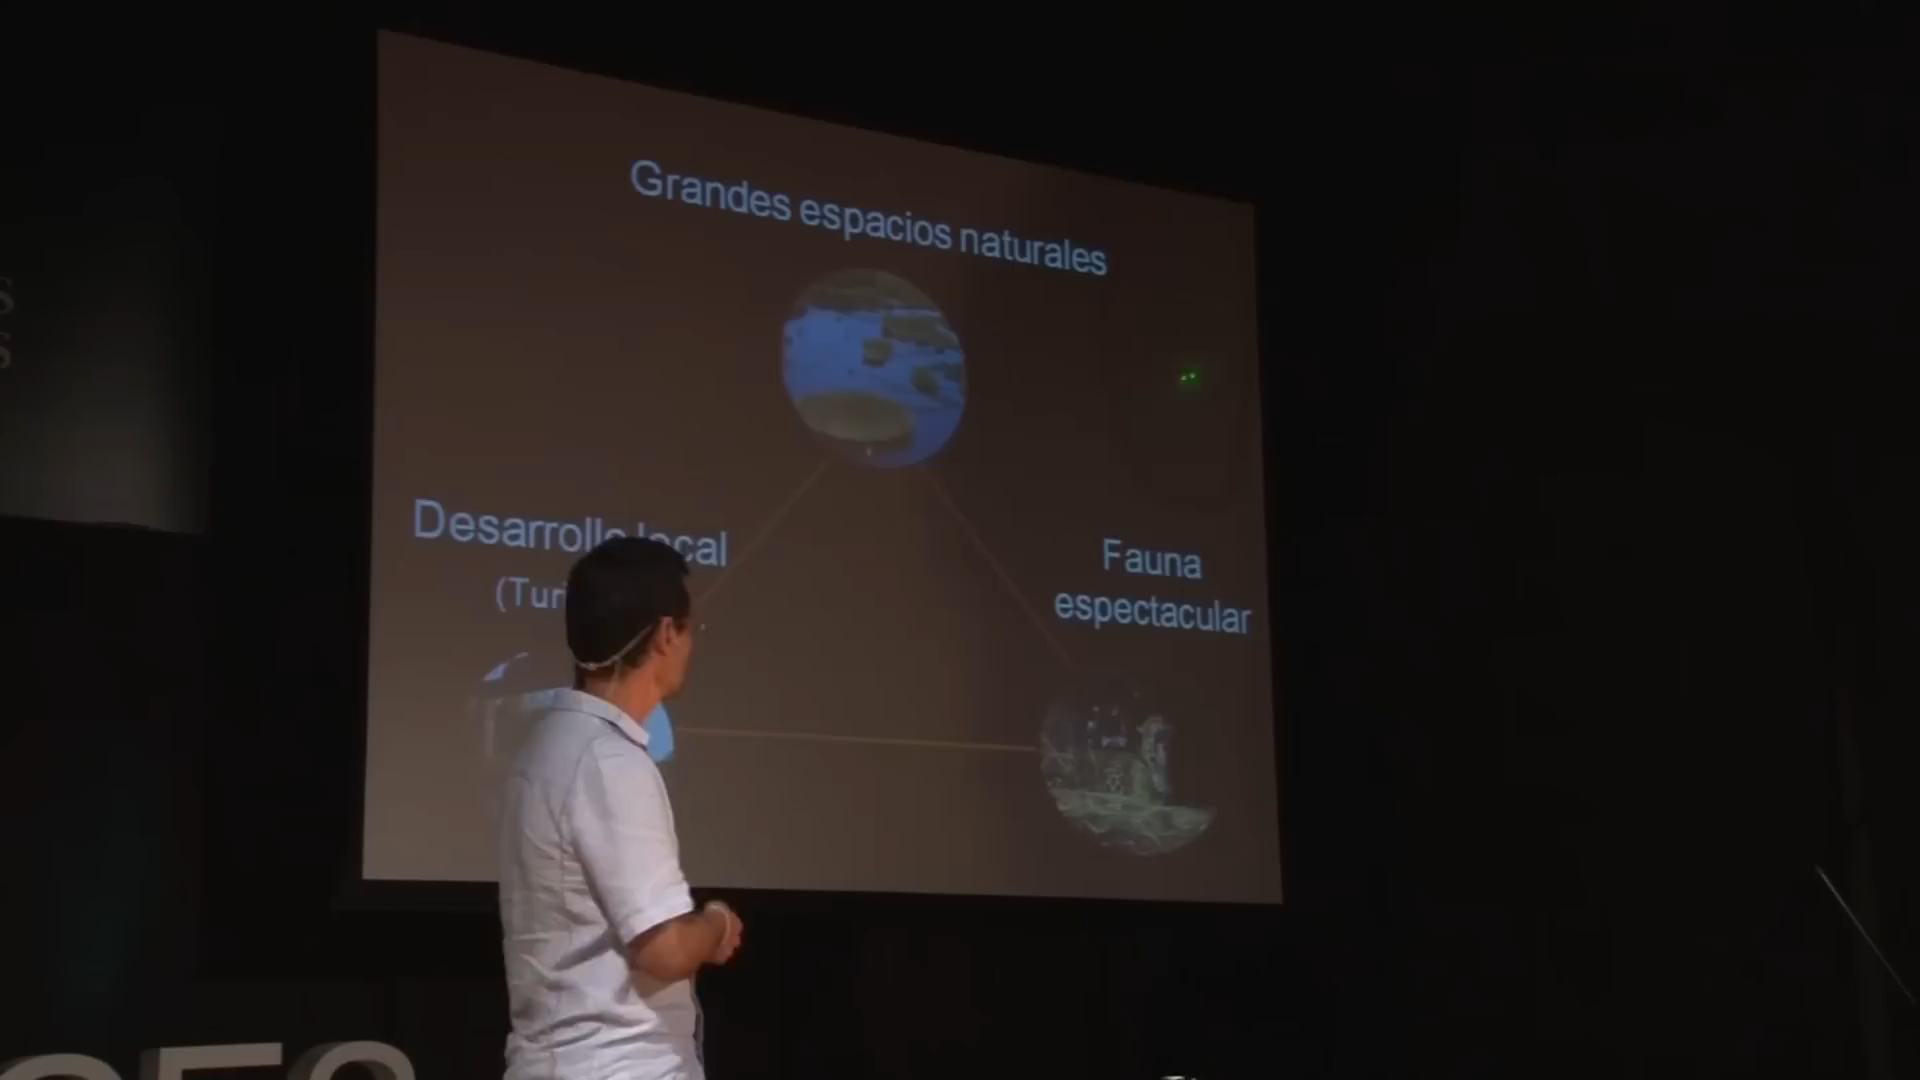 Grandes espacios naturales
Desarrollo local
Fauna
espectacular